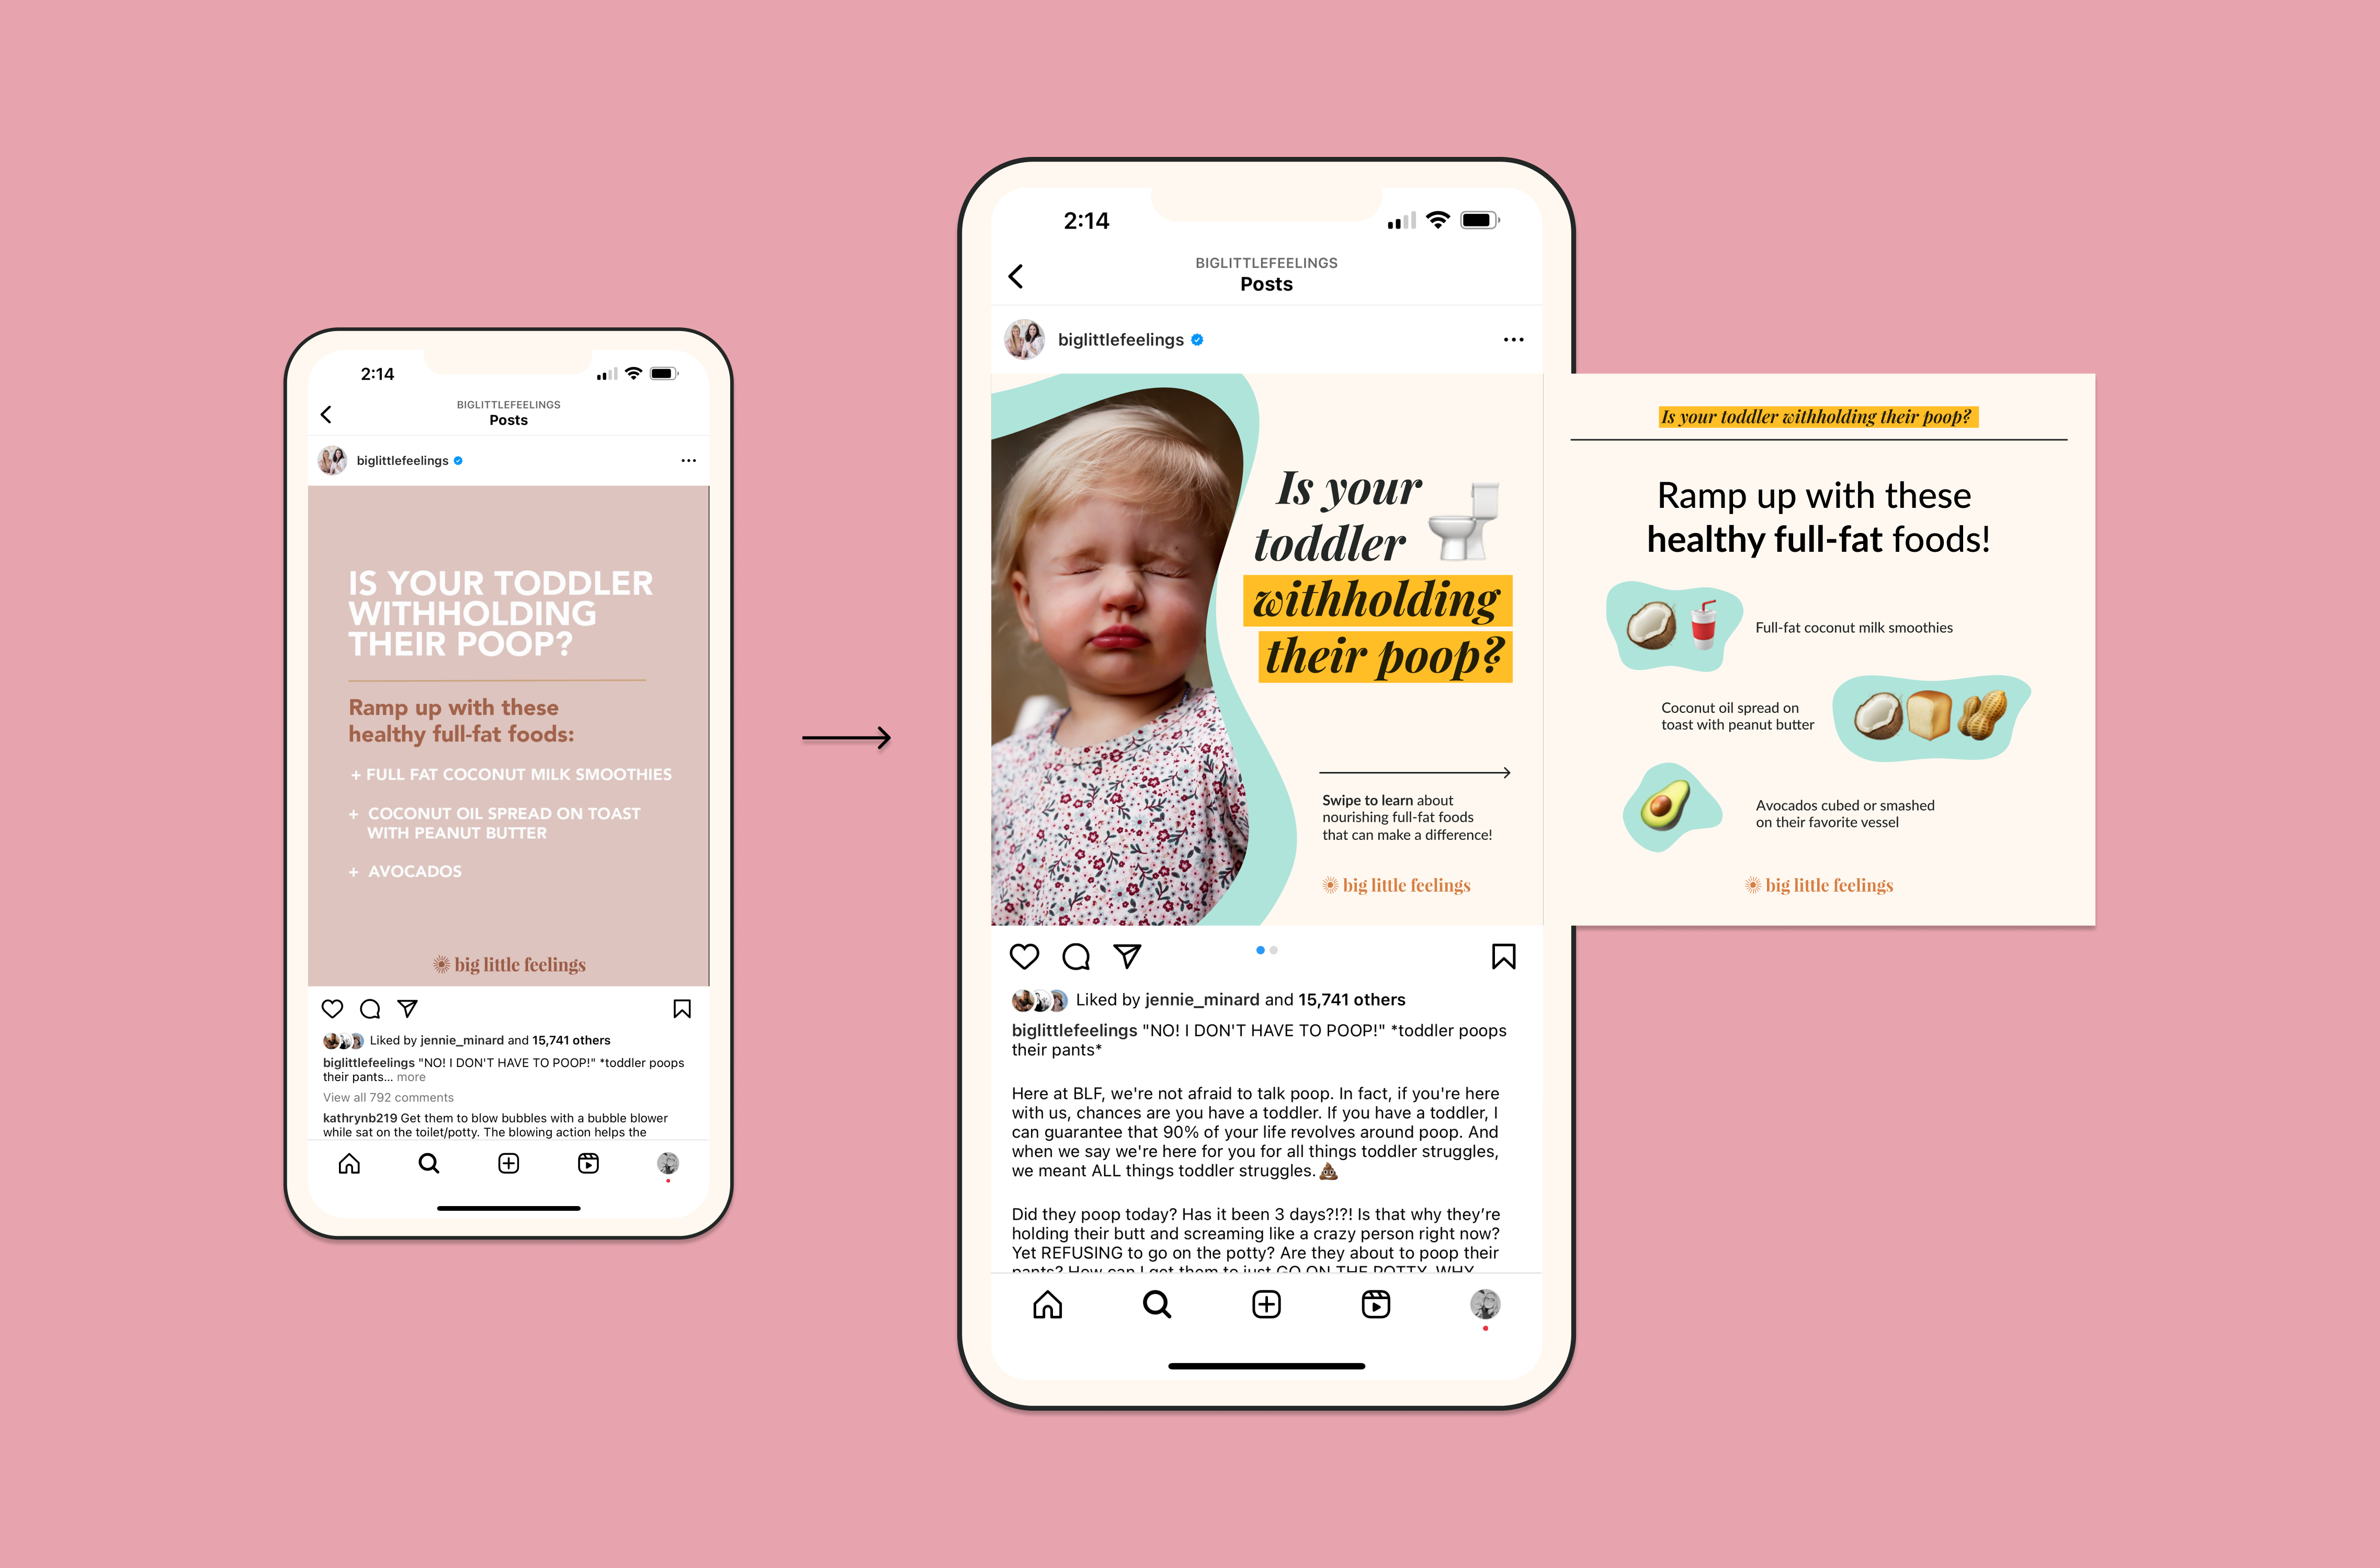 2:14
BIGLITTLEFEELINGS
Posts
biglittlefeelings
IS YOUR TODDLER
WITHHOLDING
THEIR POOP?
Ramp up with these
healthy full-fat foods:
+ FULL FAT COCONUT MILK SMOOTHIES
+ COCONUT OIL SPREAD ON TOAST
WITH PEANUT BUTTER
+ AVOCADOS
big little feelings
Liked by jennie_minard and 15,741 others
biglittlefeelings "NO! I DON'T HAVE TO POOP!" *toddler poops
their pants... more
View all 792 comments
kathrynb219 Get them to blow bubbles with a bubble blower
while sat on the toilet/potty. The blowing action helps the
2:14
BIGLITTLEFEELINGS
Posts
biglittlefeelings
Is your
toddler
withholding
their poop?
Swipe to learn about
nourishing full-fat foods
that can make a difference!
big little feelings
Liked by jennie_minard and 15,741 others
biglittlefeelings "NO! I DON'T HAVE TO POOP!" *toddler poops
their pants*
Here at BLF, we're not afraid to talk poop. In fact, if you're here
with us, chances are you have a toddler. If you have a toddler, I
can guarantee that 90% of your life revolves around poop. And
when we say we're here for you for all things toddler struggles,
we meant ALL things toddler struggles.💩
Did they poop today? Has it been 3 days?!?! Is that why they’re
holding their butt and screaming like a crazy person right now?
Yet REFUSING to go on the potty? Are they about to poop their
pants? How can I get them to just GO ON THE POTTY. WHY
Is your toddler withholding their poop?
Ramp up with these
healthy full-fat foods!
Full-fat coconut milk smoothies
Coconut oil spread on
toast with peanut butter
Avocados cubed or smashed
on their favorite vessel
big little feelings